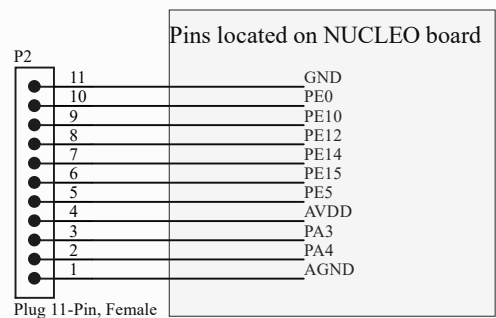 Pins located on NUCLEO board
P2
11 GND
10 PE0
9 PE10
8 PE12
7 PE14
6 PE15
5 PE5
4 AVDD
3 PA3
2 PA4
1 AGND
Plug 11-Pin, Female